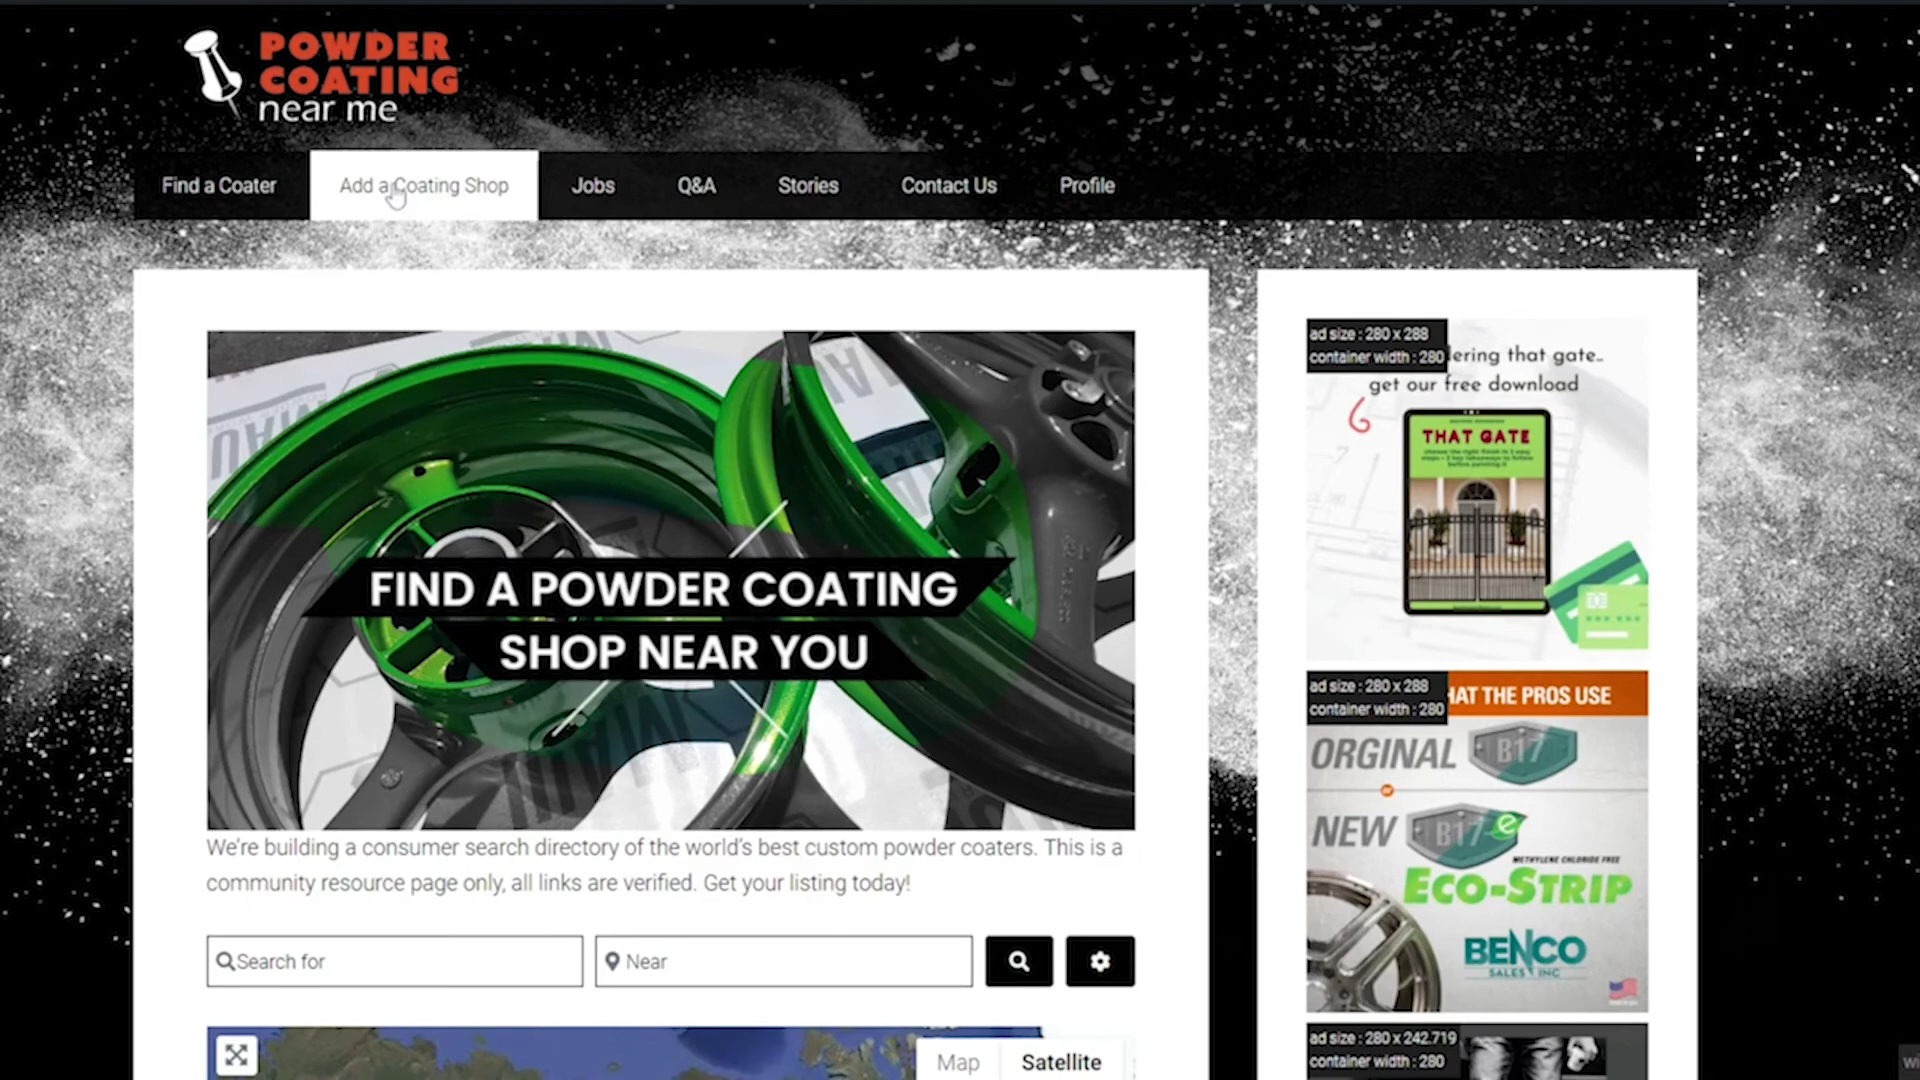 POWDER
COATING
near me
Find a Coater
Add a Coating Shop
Jobs
Q&A
Stories
Contact Us
Profile
FIND A POWDER COATING
SHOP NEAR YOU
We're building a consumer search directory of the world's best custom powder coaters. This is a
community resource page only, all links are verified. Get your listing today!
Search for
Near
Map
Satellite
ad size : 280 x 288
container width : 280
ering that gate..
get our free download
THAT GATE
ad size : 280 x 288
container width : 280
HAT THE PROS USE
ORGINAL B17
or
NEW B17 e
METHYLENE CHLORIDE FREE
ECO-STRIP
BENCO
SALES INC
ad size : 280 x 242.719
container width : 280